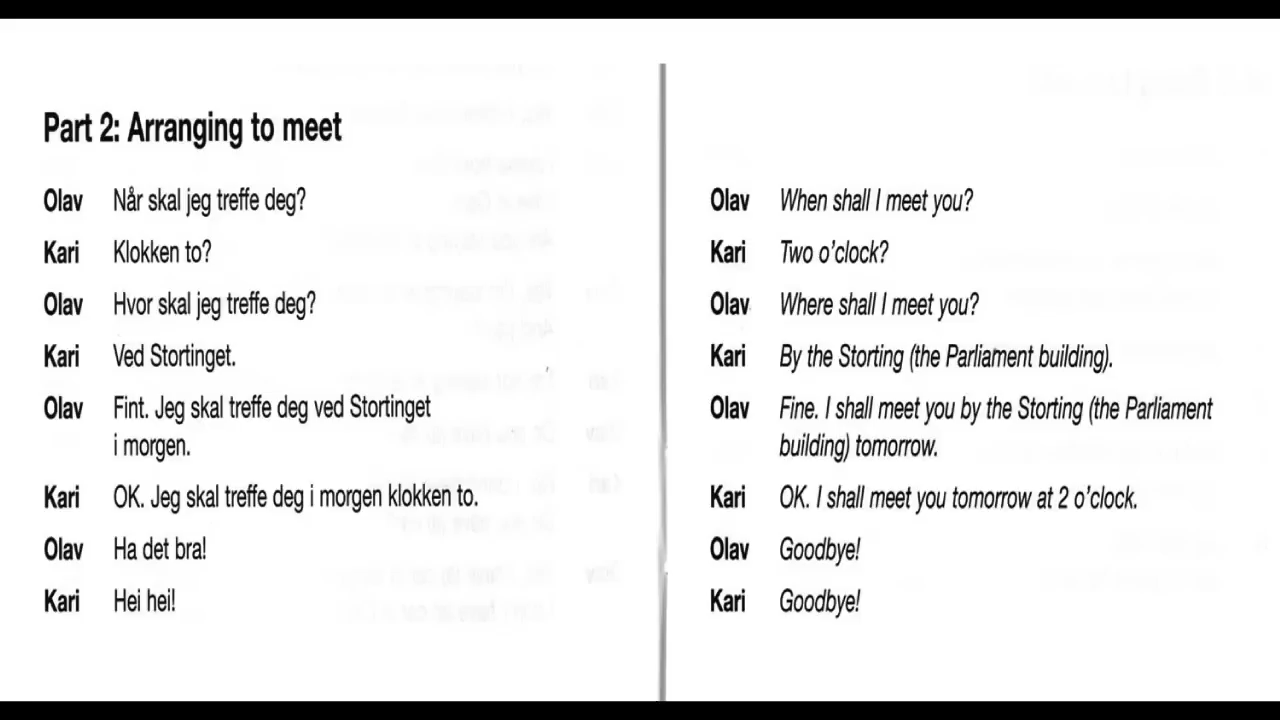 Part 2: Arranging to meet
Olav Når skal jeg treffe deg?
Kari Klokken to?
Olav Hvor skal jeg treffe deg?
Kari Ved Stortinget.
Olav Fint. Jeg skal treffe deg ved Stortinget
i morgen.
Kari OK. Jeg skal treffe deg i morgen klokken to.
Olav Ha det bra!
Kari Hei hei!
Olav When shall I meet you?
Kari Two o'clock?
Olav Where shall I meet you?
Kari By the Storting (the Parliament building).
Olav Fine. I shall meet you by the Storting (the Parliament
building) tomorrow.
Kari OK. I shall meet you tomorrow at 2 o'clock.
Olav Goodbye!
Kari Goodbye!